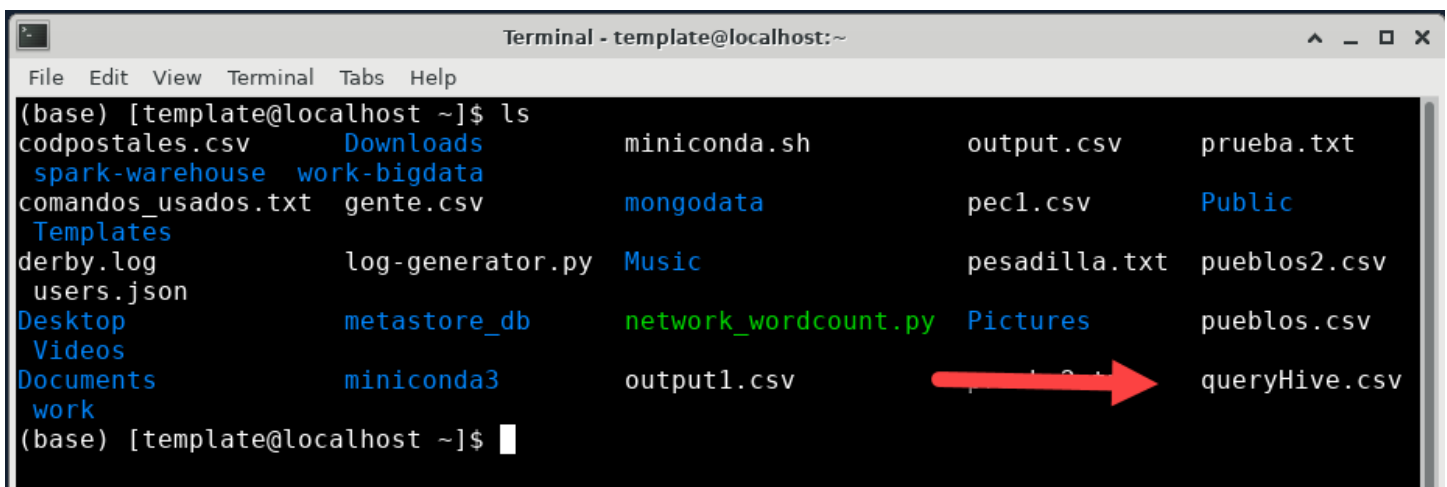 Terminal - template@localhost:~
File Edit View Terminal Tabs Help
(base) [template@localhost ~]$ ls
codpostales.csv Downloads miniconda.sh output.csv prueba.txt
spark-warehouse work-bigdata
comandos_usados.txt gente.csv mongodata pec1.csv Public
Templates
derby.log log-generator.py Music pesadilla.txt pueblos2.csv
users.json
Desktop metastore_db network_wordcount.py Pictures pueblos.csv
Videos
Documents miniconda3 output1.csv queryHive.csv
work
(base) [template@localhost ~]$